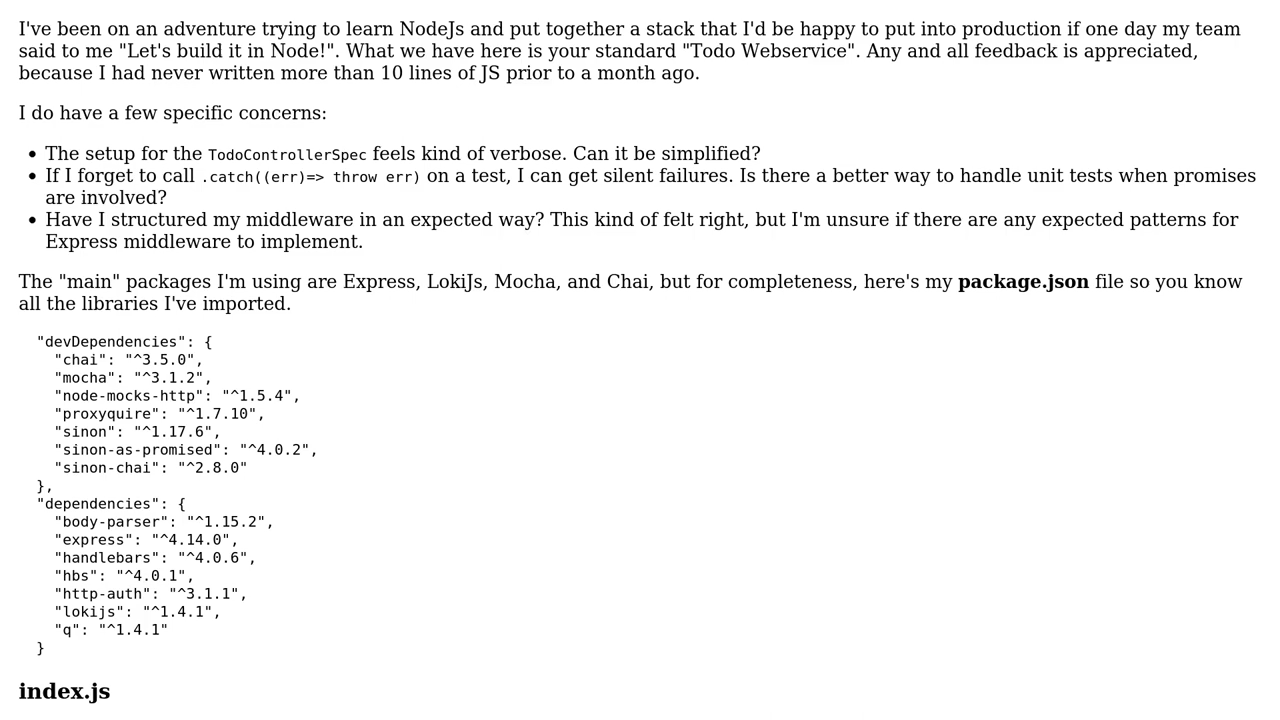 I've been on an adventure trying to learn NodeJs and put together a stack that I'd be happy to put into production if one day my team
said to me "Let's build it in Node!". What we have here is your standard "Todo Webservice". Any and all feedback is appreciated,
because I had never written more than 10 lines of JS prior to a month ago.
I do have a few specific concerns:
• The setup for the TodoControllerSpec feels kind of verbose. Can it be simplified?
• If I forget to call .catch((err)=> throw err) on a test, I can get silent failures. Is there a better way to handle unit tests when promises
are involved?
• Have I structured my middleware in an expected way? This kind of felt right, but I'm unsure if there are any expected patterns for
Express middleware to implement.
The "main" packages I'm using are Express, LokiJs, Mocha, and Chai, but for completeness, here's my package.json file so you know
all the libraries I've imported.
"devDependencies": {
"chai": "^3.5.0",
"mocha": "^3.1.2",
"node-mocks-http": "^1.5.4",
"proxyquire": "^1.7.10",
"sinon": "^1.17.6",
"sinon-as-promised": "^4.0.2",
"sinon-chai": "^2.8.0"
},
"dependencies": {
"body-parser": "^1.15.2",
"express": "^4.14.0",
"handlebars": "^4.0.6",
"hbs": "^4.0.1",
"http-auth": "^3.1.1",
"lokijs": "^1.4.1",
"q": "^1.4.1"
}
index.js